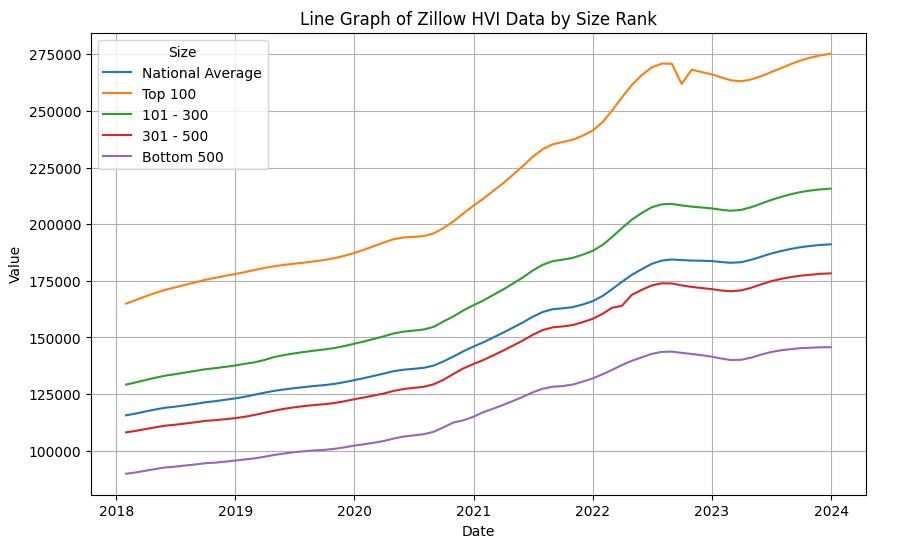 Line Graph of Zillow HVI Data by Size Rank
Size
National Average
Top 100
101 - 300
301 - 500
Bottom 500
Value
275000
250000
225000
200000
175000
150000
125000
100000
2018 2019 2020 2021 2022 2023 2024
Date